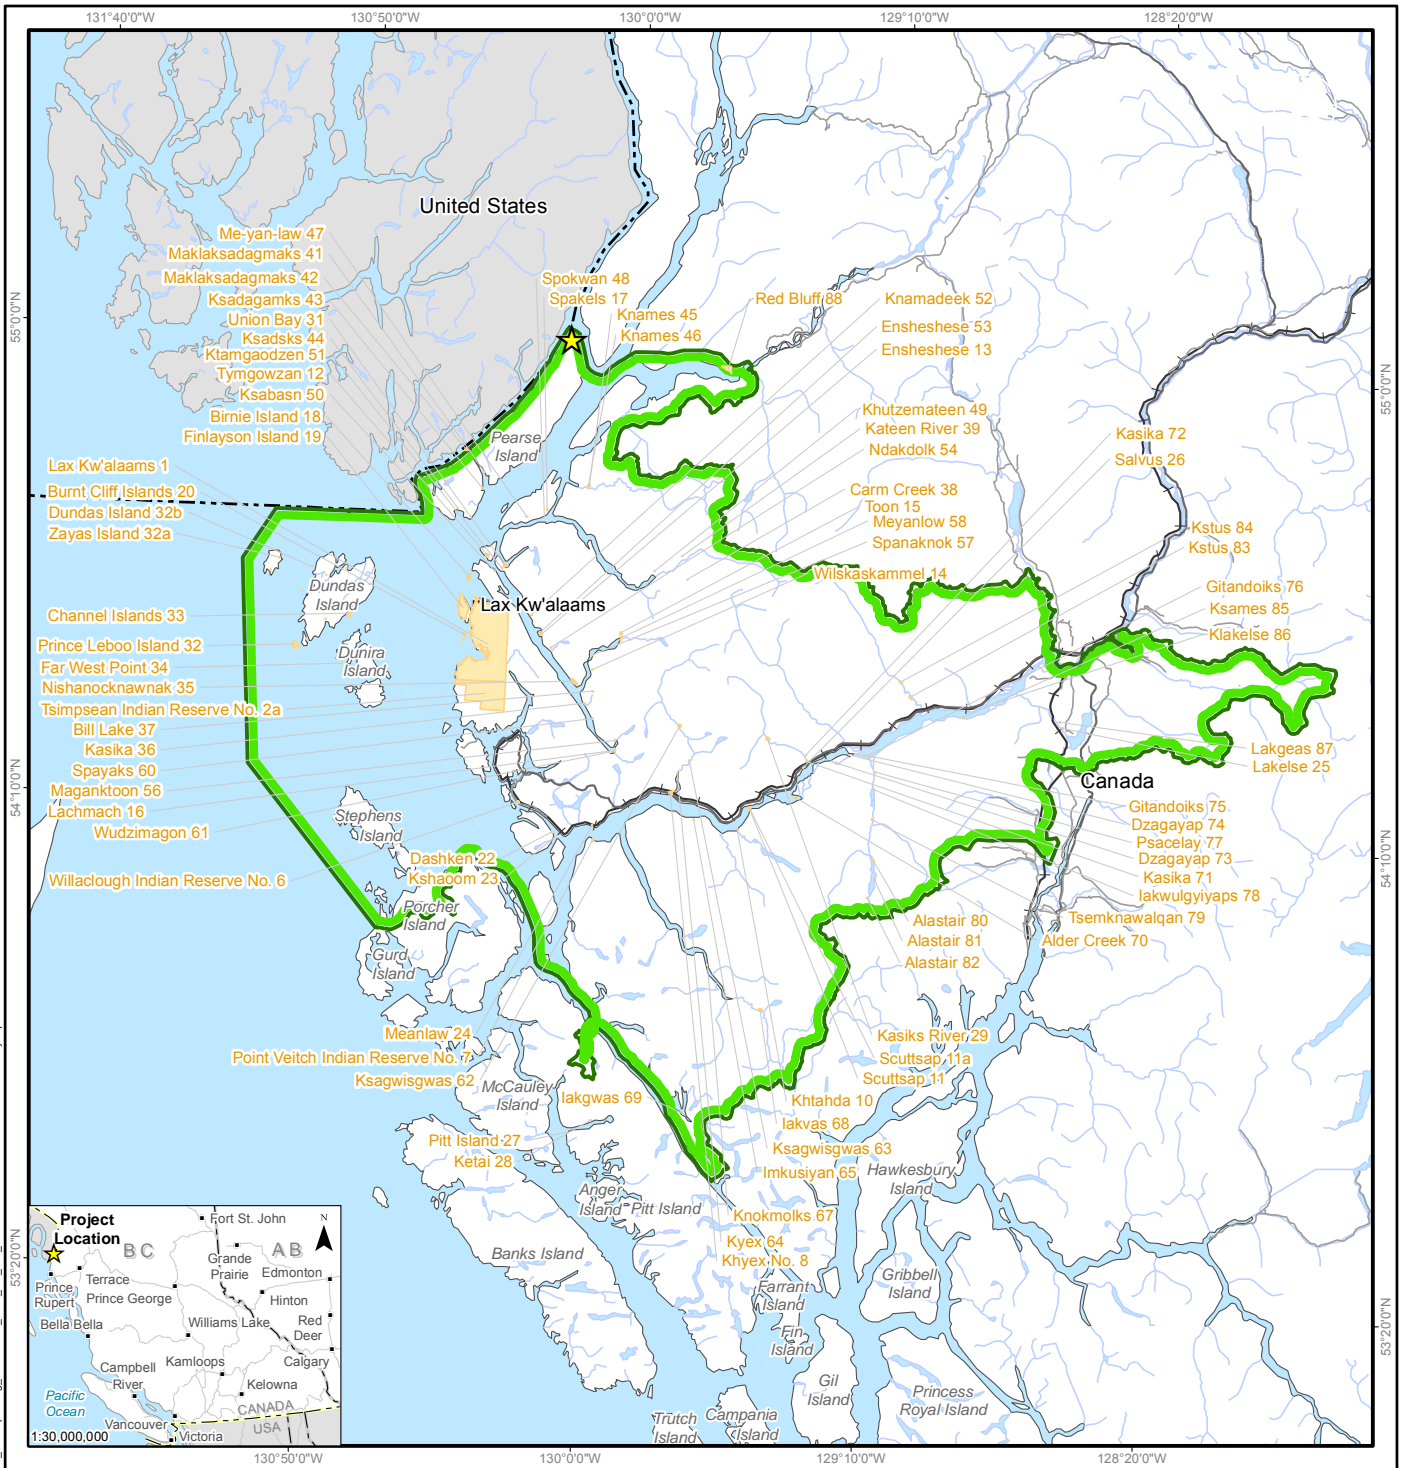 131°40'0"W
130°50'0"W
130°0'0"W
129°10'0"W
128°20'0"W
United States
Me-yan-law 47
Maklaksadagmaks 41
Maklaksadagmaks 42
Ksadagamks 43
Union Bay 31
Ksadsks 44
Ktamgaodzen 51
Tymgowzan 12
Ksabasn 50
Birnie Island 18
Finlayson Island 19
Lax Kw'alaams 1
Burnt Cliff Islands 20
Dundas Island 32b
Zayas Island 32a
Channel Islands 33
Prince Leboo Island 32
Far West Point 34
Nishanocknawnak 35
Tsimpsean Indian Reserve No. 2a
Bill Lake 37
Kasika 36
Spayaks 60
Maganktoon 56
Lachmach 16
Wudzimagon 61
Willaclough Indian Reserve No. 6
Spokwan 48
Spakels 17
Knames 45
Knames 46
Red Bluff 88
Knamadeek 52
Ensheshese 53
Ensheshese 13
Khutzemateen 49
Kateen River 39
Ndakdolk 54
Carm Creek 38
Toon 15
Meyanlow 58
Spanaknok 57
Wilskaskammel 14
Kasika 72
Salvus 26
Kstus 84
Kstus 83
Gitandoiks 76
Ksames 85
Klakelse 86
Lakgeas 87
Lakelse 25
Canada
Gitandoiks 75
Dzagayap 74
Psacelay 77
Dzagayap 73
Kasika 71
Iakwulgyiyaps 78
Tsemknawalqan 79
Alder Creek 70
Alastair 80
Alastair 81
Alastair 82
Kasiks River 29
Scuttsap 11a
Scuttsap 11
Khtahda 10
Iakvas 68
Ksagwisgwas 63
Imkusiyan 65
Knokmolks 67
Kyex 64
Khyex No. 8
Dashken 22
Kshaoom 23
Meanlaw 24
Point Veitch Indian Reserve No. 7
Ksagwisgwas 62
Iakgwas 69
Pitt Island 27
Ketai 28
Lax Kw'alaams
Pearse
Island
Dundas
Island
Dunira
Island
Stephens
Island
Porcher
Island
Gurd
Island
McCauley
Island
Anger
Island
Pitt Island
Banks Island
Hawkesbury
Island
Gribbell
Island
Farrant
Island
Fin
Island
Gil
Island
Princess
Royal Island
Trutch
Island
Campania
Island
55°0'0"N
54°10'0"N
53°20'0"N
55°0'0"N
54°10'0"N
53°20'0"N
Project
Location
N
BC
AB
Fort St. John
Grande
Prairie
Edmonton
Terrace
Prince
Rupert
Prince George
Hinton
Bella Bella
Williams Lake
Red
Deer
Campbell
River
Kamloops
Calgary
Kelowna
Pacific
Ocean
Vancouver
CANADA
USA
Victoria
1:30,000,000
130°50'0"W
130°0'0"W
129°10'0"W
128°20'0"W